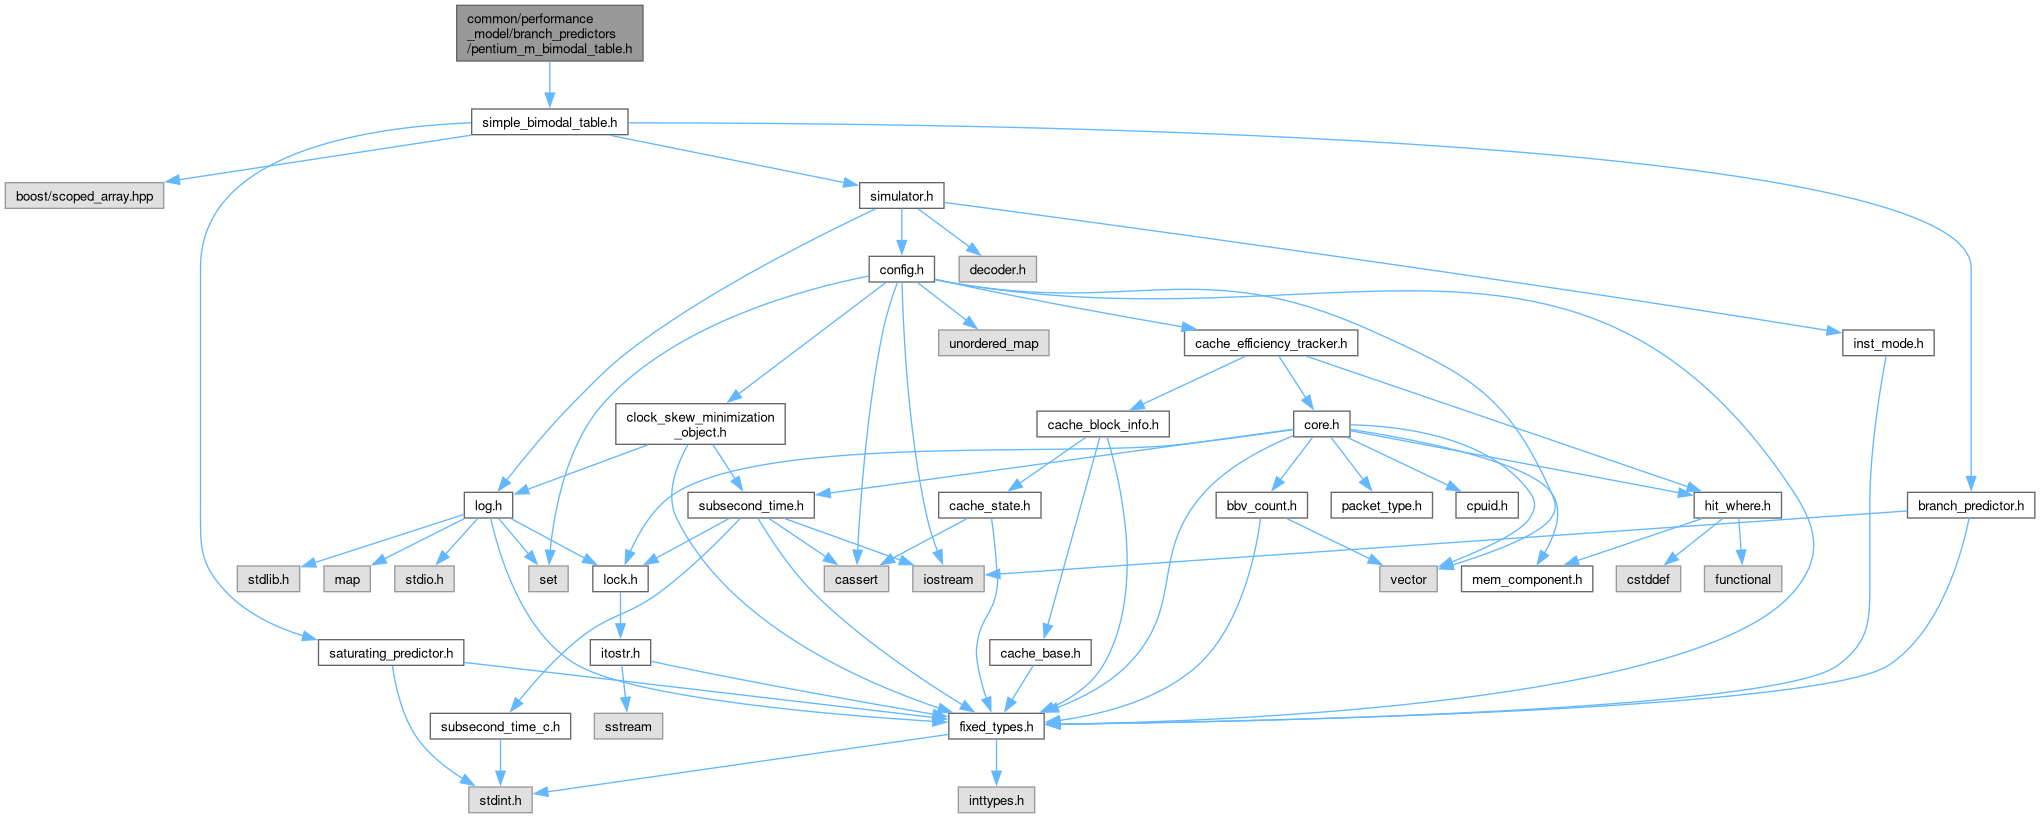 common/performance
_model/branch_predictors
/pentium_m_bimodal_table.h
simple_bimodal_table.h
boost/scoped_array.hpp
simulator.h
config.h
decoder.h
unordered_map
cache_efficiency_tracker.h
inst_mode.h
clock_skew_minimization
_object.h
cache_block_info.h
core.h
log.h
subsecond_time.h
cache_state.h
bbv_count.h
packet_type.h
cpuid.h
hit_where.h
branch_predictor.h
stdlib.h
map
stdio.h
set
lock.h
cassert
iostream
vector
mem_component.h
cstddef
functional
saturating_predictor.h
itostr.h
cache_base.h
subsecond_time_c.h
sstream
fixed_types.h
stdint.h
inttypes.h